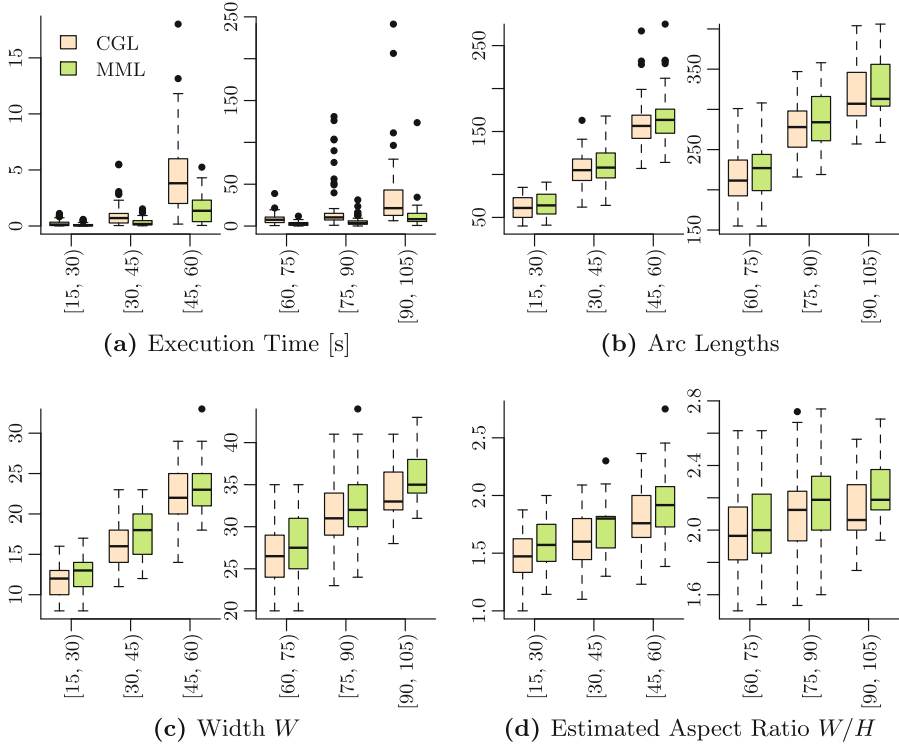 CGL
MML
0 5 10 15
[15, 30) [30, 45) [45, 60)
0 50 150 250
[60, 75) [75, 90) [90, 105)
(a) Execution Time [s]
50 150 250
[15, 30) [30, 45) [45, 60)
150 250 350
[60, 75) [75, 90) [90, 105)
(b) Arc Lengths
10 15 20 25 30
[15, 30) [30, 45) [45, 60)
20 25 30 35 40
[60, 75) [75, 90) [90, 105)
(c) Width W
1.0 1.5 2.0 2.5
[15, 30) [30, 45) [45, 60)
1.6 2.0 2.4 2.8
[60, 75) [75, 90) [90, 105)
(d) Estimated Aspect Ratio W/H